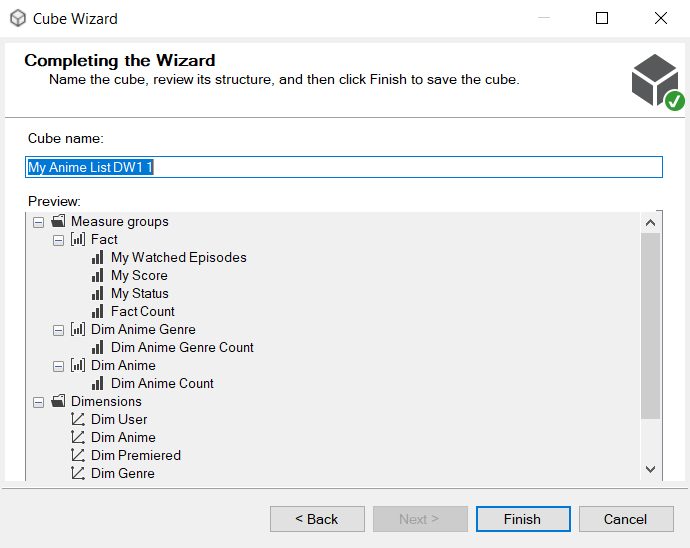 Cube Wizard
Completing the Wizard
Name the cube, review its structure, and then click Finish to save the cube.
Cube name:
My Anime List DW1 1
Preview:
Measure groups
Fact
My Watched Episodes
My Score
My Status
Fact Count
Dim Anime Genre
Dim Anime Genre Count
Dim Anime
Dim Anime Count
Dimensions
Dim User
Dim Anime
Dim Premiered
Dim Genre
< Back Next > Finish Cancel